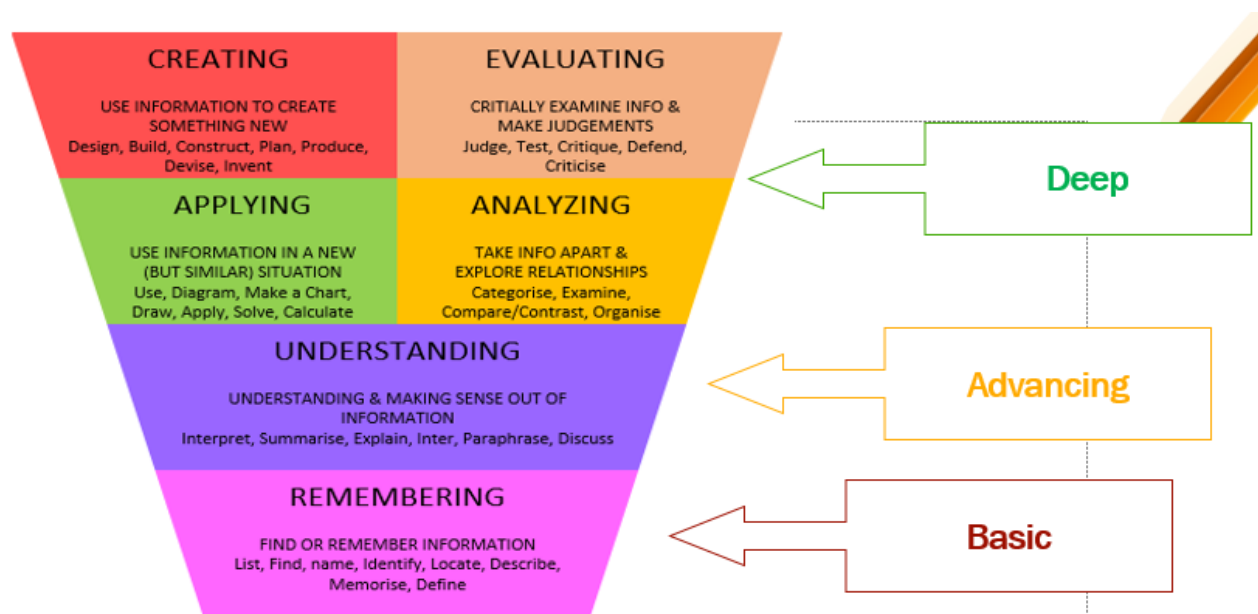 CREATING
USE INFORMATION TO CREATE
SOMETHING NEW
Design, Build, Construct, Plan, Produce,
Devise, Invent
EVALUATING
CRITIALLY EXAMINE INFO &
MAKE JUDGEMENTS
Judge, Test, Critique, Defend,
Criticise
Deep
APPLYING
USE INFORMATION IN A NEW
(BUT SIMILAR) SITUATION
Use, Diagram, Make a Chart,
Draw, Apply, Solve, Calculate
ANALYZING
TAKE INFO APART &
EXPLORE RELATIONSHIPS
Categorise, Examine,
Compare/Contrast, Organise
UNDERSTANDING
UNDERSTANDING & MAKING SENSE OUT OF
INFORMATION
Interpret, Summarise, Explain, Inter, Paraphrase, Discuss
Advancing
REMEMBERING
FIND OR REMEMBER INFORMATION
List, Find, name, Identify, Locate, Describe,
Memorise, Define
Basic